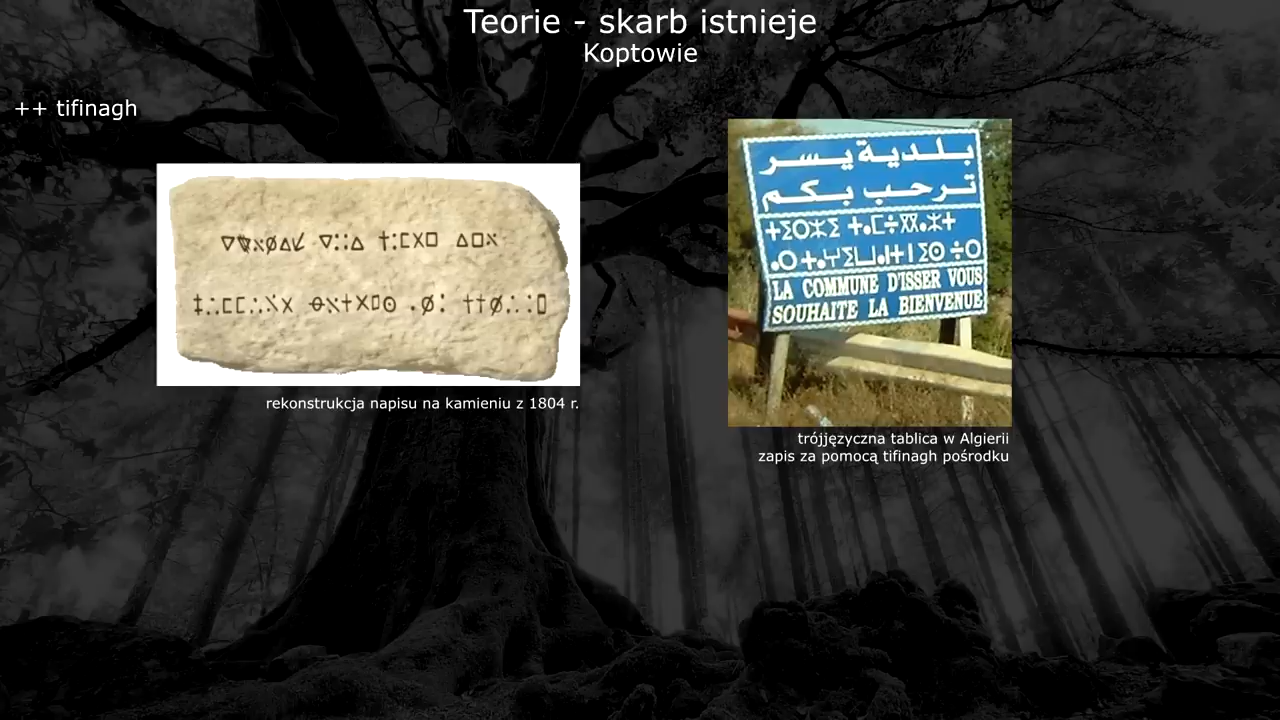 Teorie - skarb istnieje
Koptowie
++ tifinagh
rekonstrukcja napisu na kamieniu z 1804 r.
بلدية يسر
ترحب بكم
ⵜⵉⵔⵣⵉ
LA COMMUNE D'ISSER VOUS
SOUHAITE LA BIENVENUE
trójjęzyczna tablica w Algierii
zapis za pomocą tifinagh pośrodku